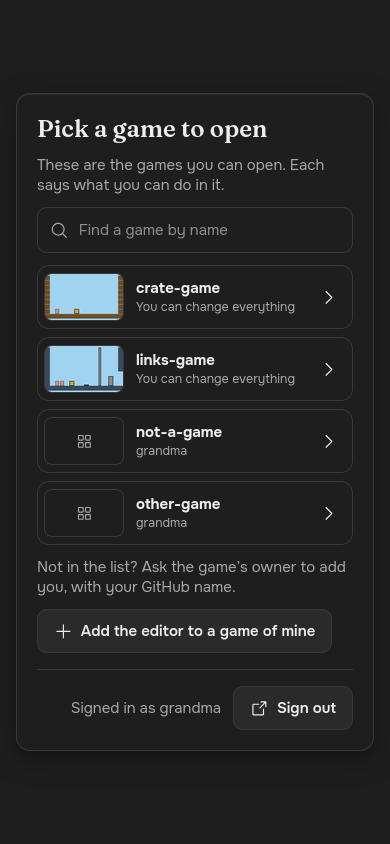 Pick a game to open
These are the games you can open. Each
says what you can do in it.
Find a game by name
crate-game
You can change everything
links-game
You can change everything
not-a-game
grandma
other-game
grandma
Not in the list? Ask the game's owner to add
you, with your GitHub name.
Add the editor to a game of mine
Signed in as grandma
Sign out